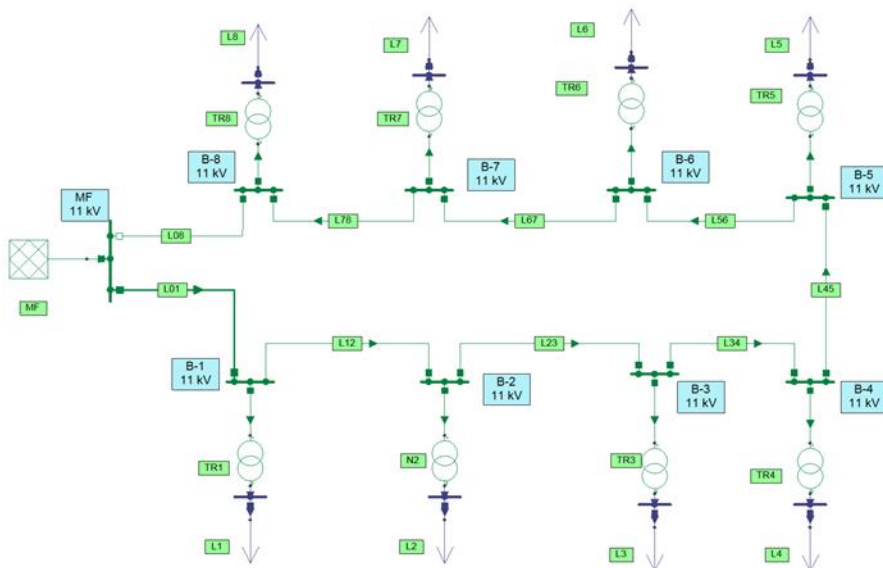 L8
L7
L6
L5
TR8
TR7
TR6
TR5
B-8
11 kV
B-7
11 kV
B-6
11 kV
B-5
11 kV
MF
11 kV
L08
L78
L67
L56
MF
L01
L45
L12
L23
L34
B-1
11 kV
B-2
11 kV
B-3
11 kV
B-4
11 kV
TR1
N2
TR3
TR4
L1
L2
L3
L4